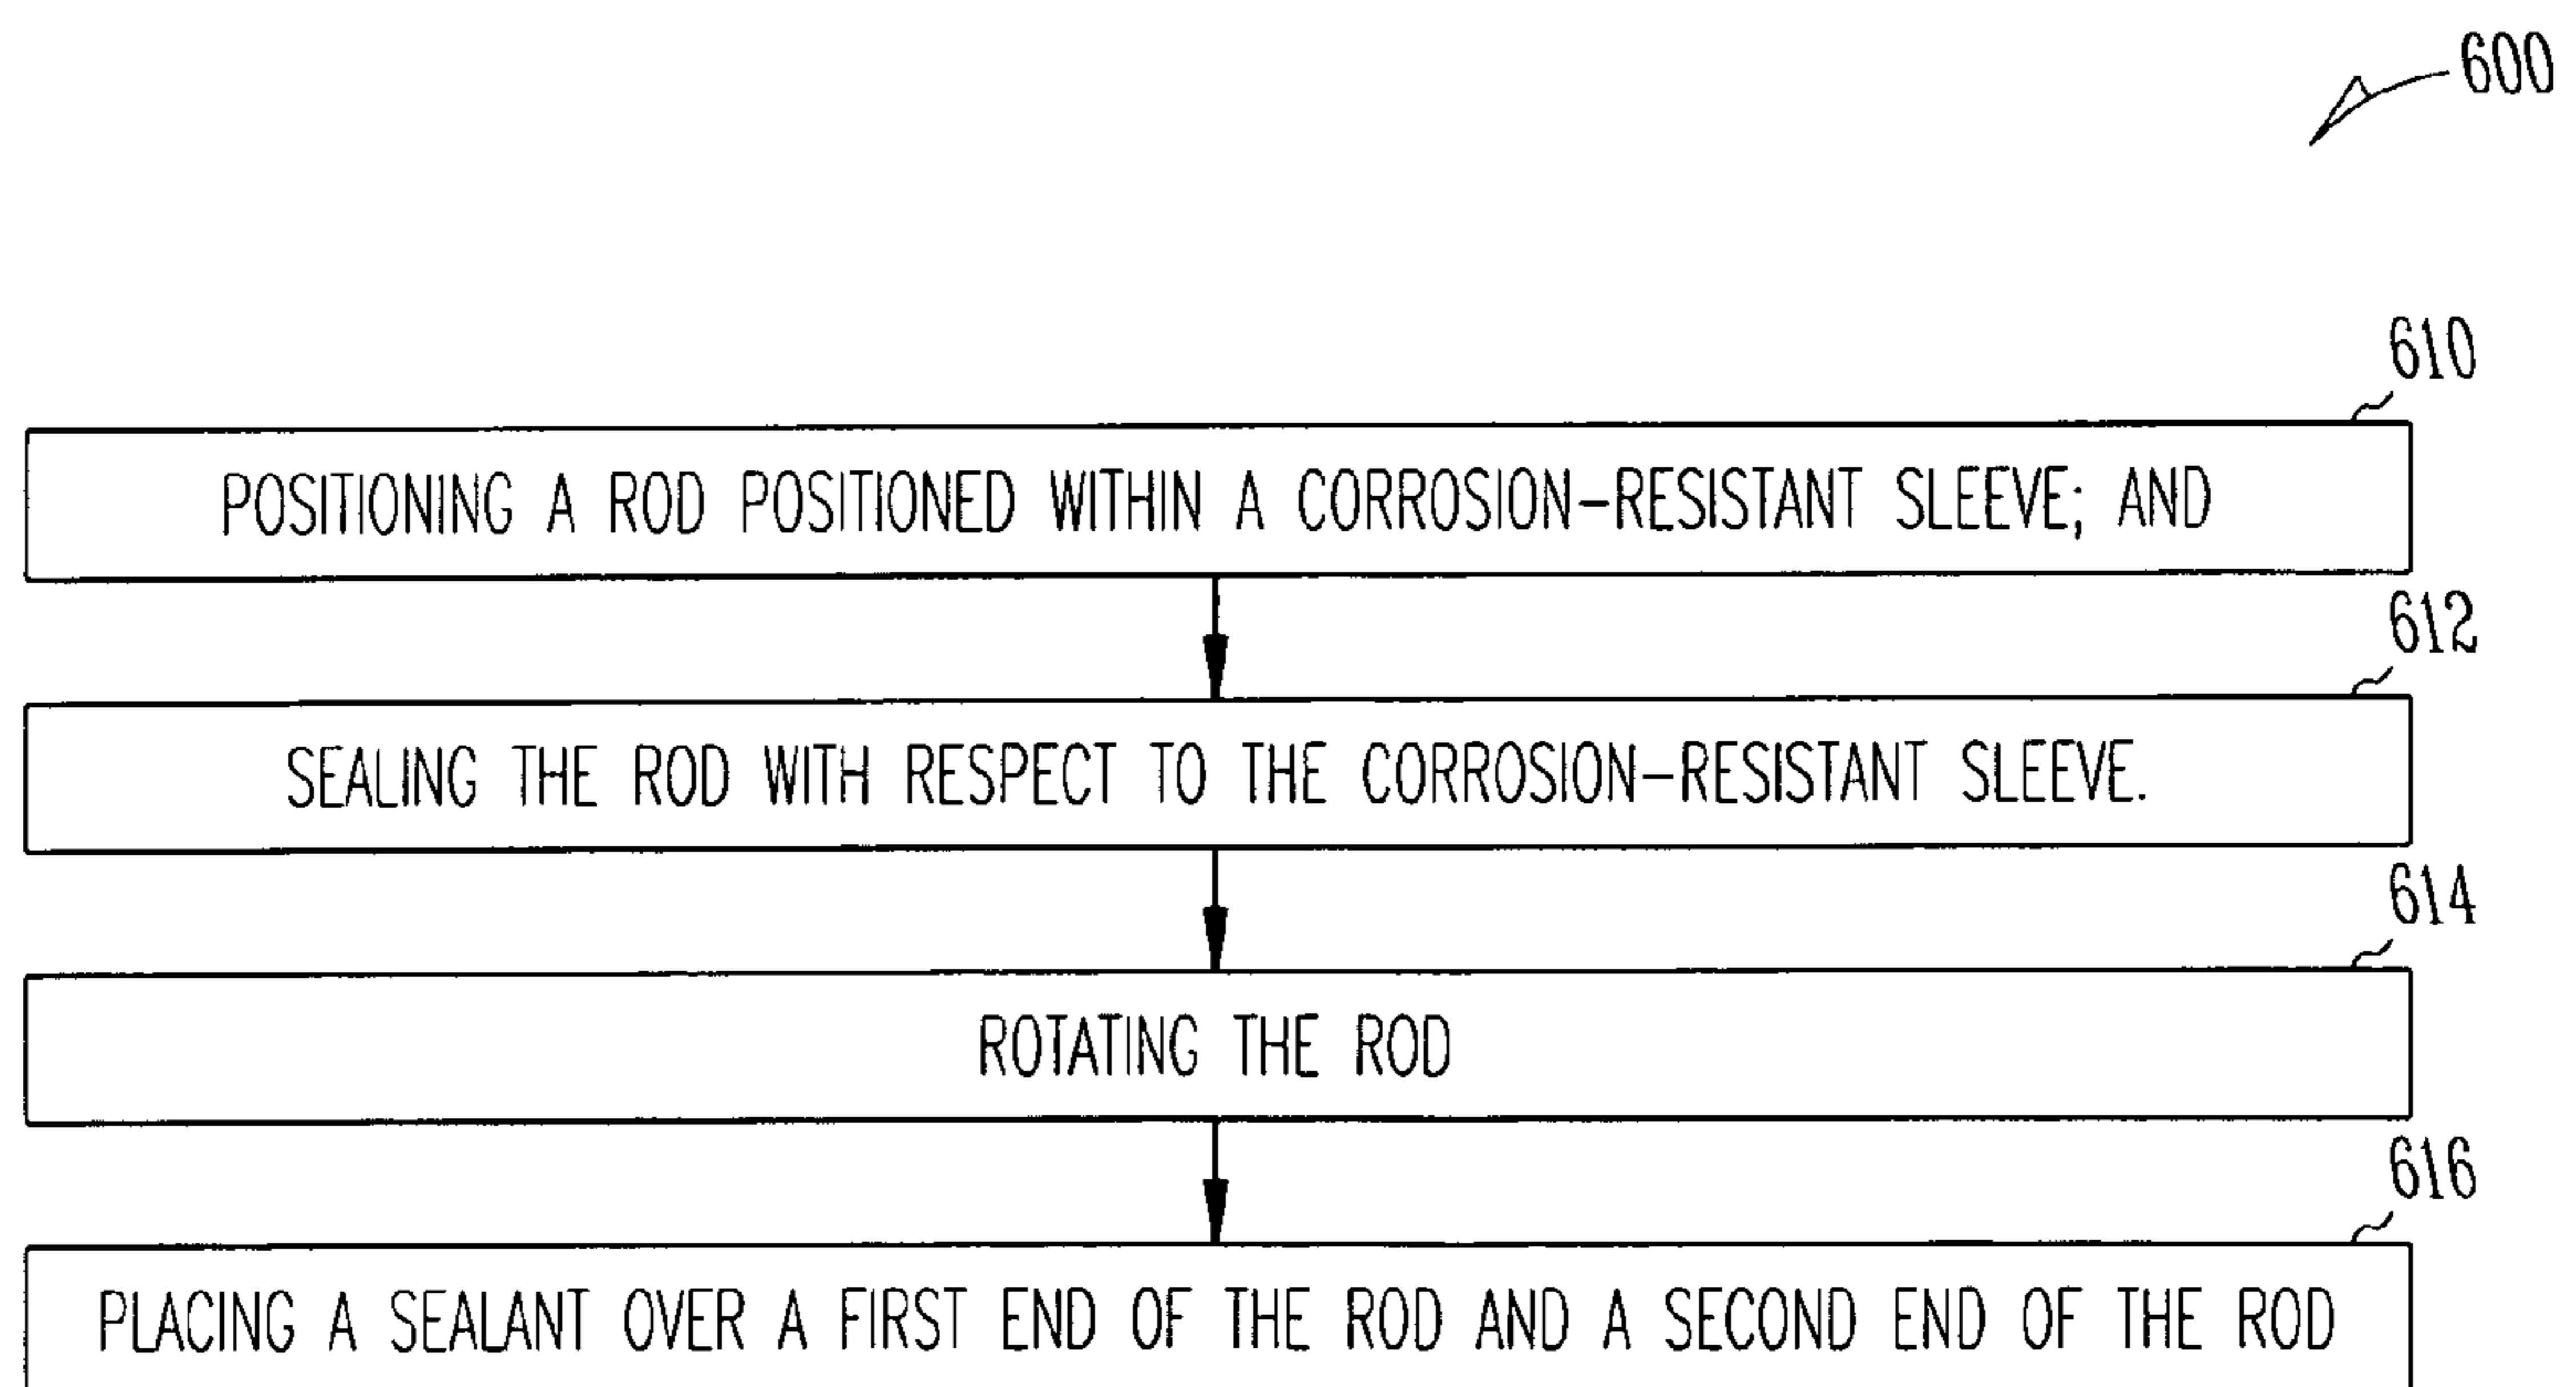 600
610
POSITIONING A ROD POSITIONED WITHIN A CORROSION-RESISTANT SLEEVE; AND
612
SEALING THE ROD WITH RESPECT TO THE CORROSION-RESISTANT SLEEVE.
614
ROTATING THE ROD
616
PLACING A SEALANT OVER A FIRST END OF THE ROD AND A SECOND END OF THE ROD